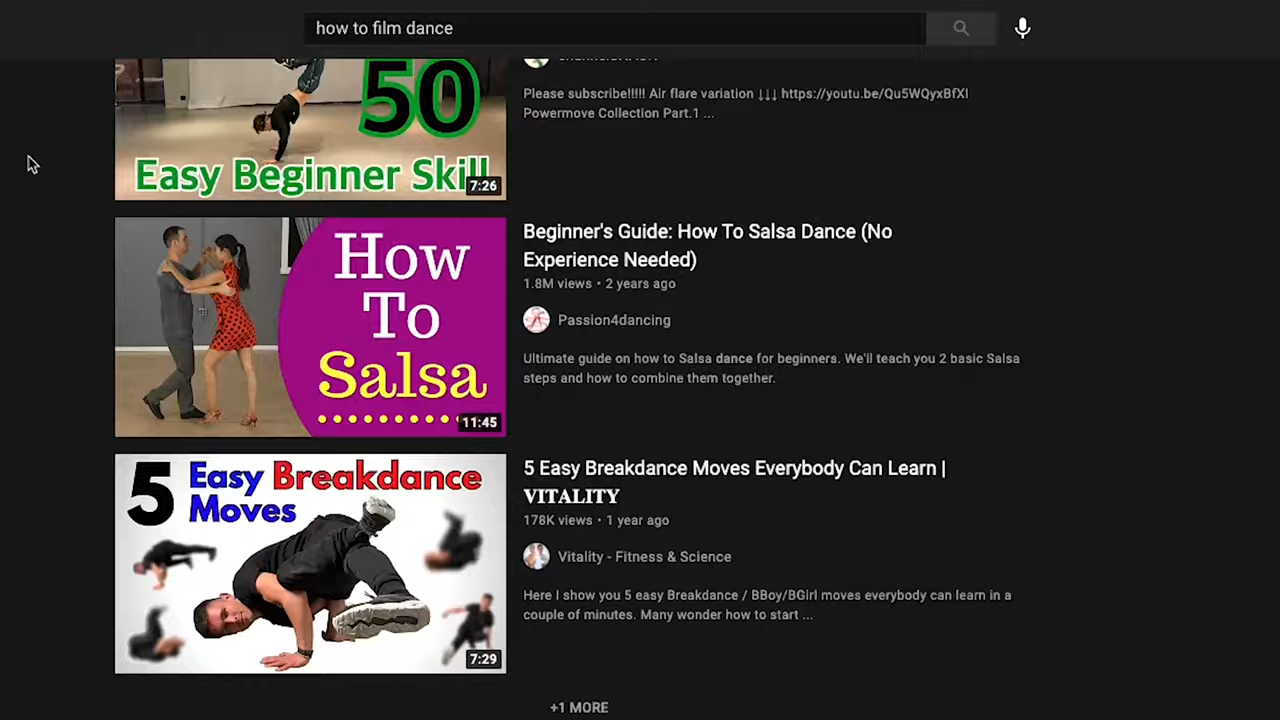 how to film dance
50
Easy Beginner Skill
7:26
Please subscribe!!!!! Air flare variation ↓↓↓ https://youtu.be/Qu5WQyxBfXI
Powermove Collection Part.1 ...
How
To
Salsa
11:45
Beginner's Guide: How To Salsa Dance (No
Experience Needed)
1.8M views • 2 years ago
Passion4dancing
Ultimate guide on how to Salsa dance for beginners. We'll teach you 2 basic Salsa
steps and how to combine them together.
5 Easy Breakdance
Moves
7:29
5 Easy Breakdance Moves Everybody Can Learn |
𝐕𝐈𝐓𝐀𝐋𝐈𝐓𝐘
178K views • 1 year ago
Vitality - Fitness & Science
Here I show you 5 easy Breakdance / BBoy/BGirl moves everybody can learn in a
couple of minutes. Many wonder how to start ...
+1 MORE